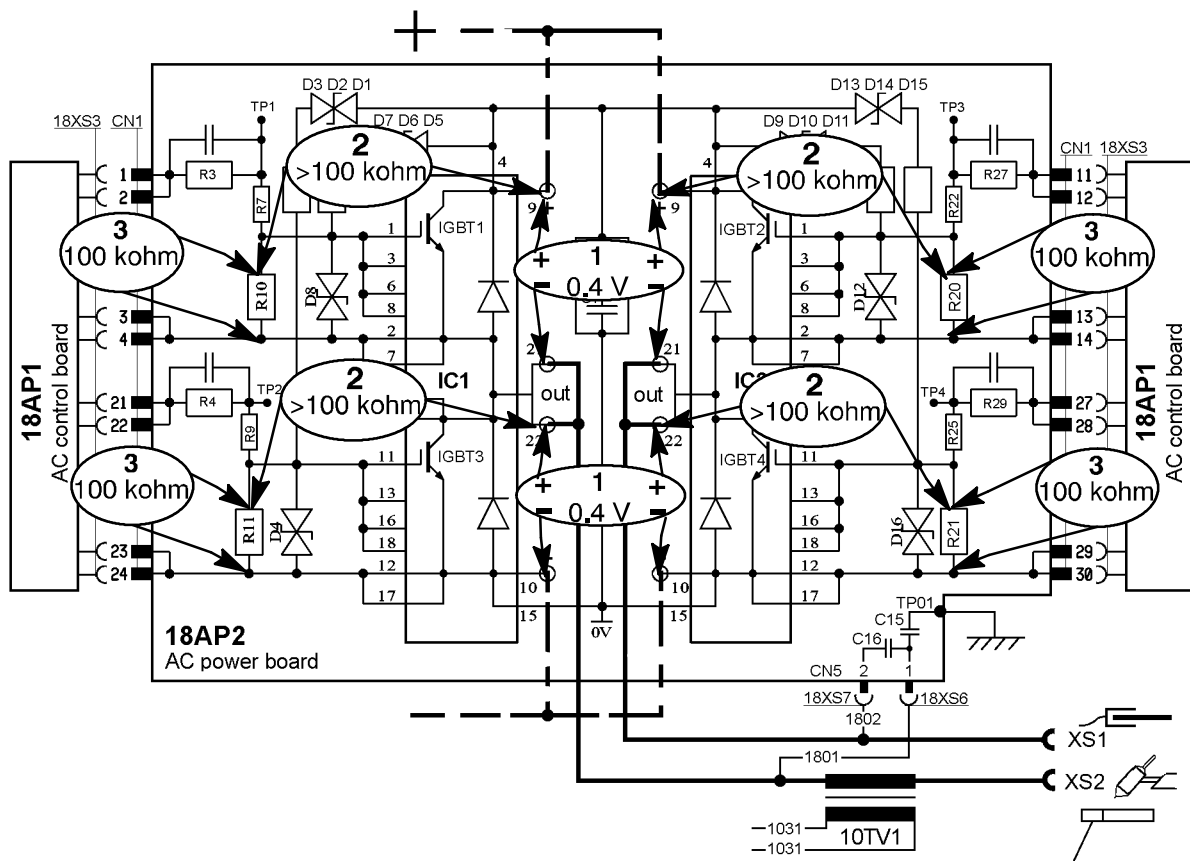 D3 D2 D1
D13 D14 D15
TP1
TP3
D7 D6 D5
D9 D10 D11
18XS3 CN1
CN1 18XS3
2
>100 kohm
2
>100 kohm
4
4
1
R3
R27
11
2
12
R7
R22
9
+
9
+
IGBT1
IGBT2
1
1
3
100 kohm
3
100 kohm
1
+ +
0.4 V
- -
3
3
R10
D8
6
6
D12
R20
8
8
3
13
4
2
2
14
7
7
2
21
R4
TP2
2
>100 kohm
IC1
out
out
2
>100 kohm
TP4
R29
21
27
22
28
R9
R25
22
22
IGBT3
IGBT4
11
11
3
100 kohm
3
100 kohm
1
+ +
0.4 V
- -
13
13
R11
D4
16
16
D16
R21
18
18
23
29
24
12
12
30
10
10
17
17
15
15
0V
18AP1
AC control board
18AP1
AC control board
TP01
C15
C16
18AP2
AC power board
CN5 2 1
18XS7
18XS6
1802
XS1
1801
XS2
1031
1031
10TV1